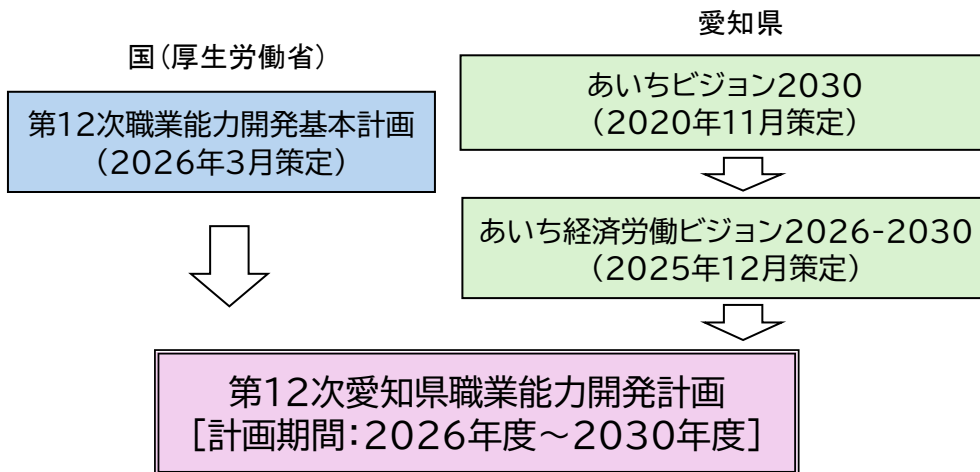 国(厚生労働省)
第12次職業能力開発基本計画
(2026年3月策定)
愛知県
あいちビジョン2030
(2020年11月策定)
あいち経済労働ビジョン2026-2030
(2025年12月策定)
第12次愛知県職業能力開発計画
[計画期間:2026年度~2030年度]